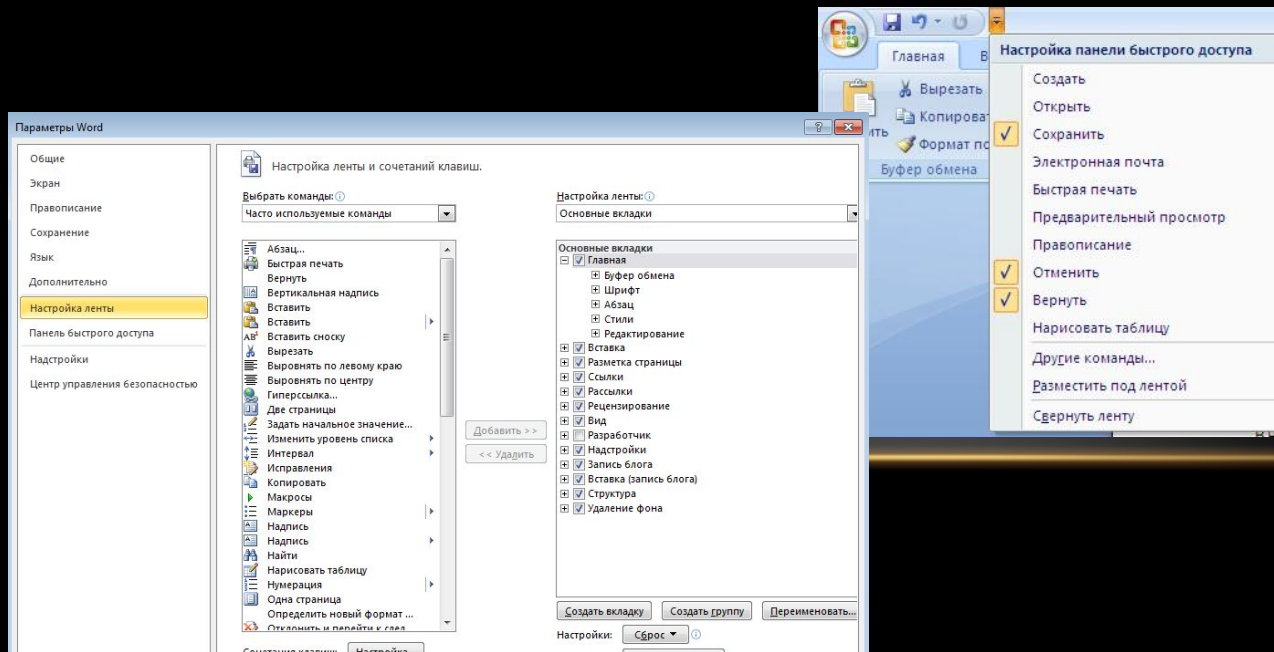 Главная
Вырезать
Формат по
Буфер обмена
Настройка панели быстрого доступа
Создать
Открыть
Сохранить
Электронная почта
Быстрая печать
Предварительный просмотр
Правописание
Отменить
Вернуть
Нарисовать таблицу
Другие команды...
Разместить под лентой
Свернуть ленту
Параметры Word
Общие
Экран
Правописание
Сохранение
Язык
Дополнительно
Настройка ленты
Панель быстрого доступа
Надстройки
Центр управления безопасностью
Настройка ленты и сочетаний клавиш.
Выбрать команды:
Часто используемые команды
Абзац...
Быстрая печать
Вернуть
Вертикальная надпись
Вставить
Вставить
Вставить сноску
Вырезать
Выровнять по левому краю
Выровнять по центру
Гиперссылка...
Две страницы
Задать начальное значение...
Изменить уровень списка
Интервал
Исправления
Копировать
Макросы
Маркеры
Надпись
Надпись
Найти
Нарисовать таблицу
Нумерация
Одна страница
Определить новый формат ...
Отклонить и перейти к след
Сочетания клавиш: Настройка...
Добавить >>
<< Удалить
Настройка ленты:
Основные вкладки
Основные вкладки
Главная
Буфер обмена
Шрифт
Абзац
Стили
Редактирование
Вставка
Разметка страницы
Ссылки
Рассылки
Рецензирование
Вид
Разработчик
Надстройки
Запись блога
Вставка (запись блога)
Структура
Удаление фона
Создать вкладку Создать группу Переименовать...
Настройки: Сброс